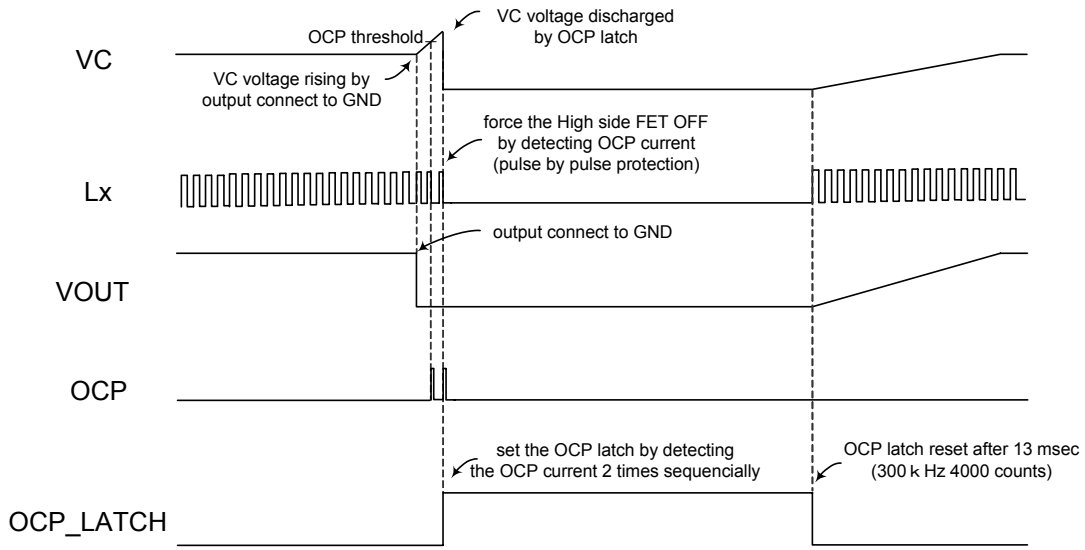 VC voltage discharged
by OCP latch
OCP threshold
VC
VC voltage rising by
output connect to GND
force the High side FET OFF
by detecting OCP current
(pulse by pulse protection)
Lx
output connect to GND
VOUT
OCP
set the OCP latch by detecting
the OCP current 2 times sequencially
OCP latch reset after 13 msec
(300 k Hz 4000 counts)
OCP_LATCH